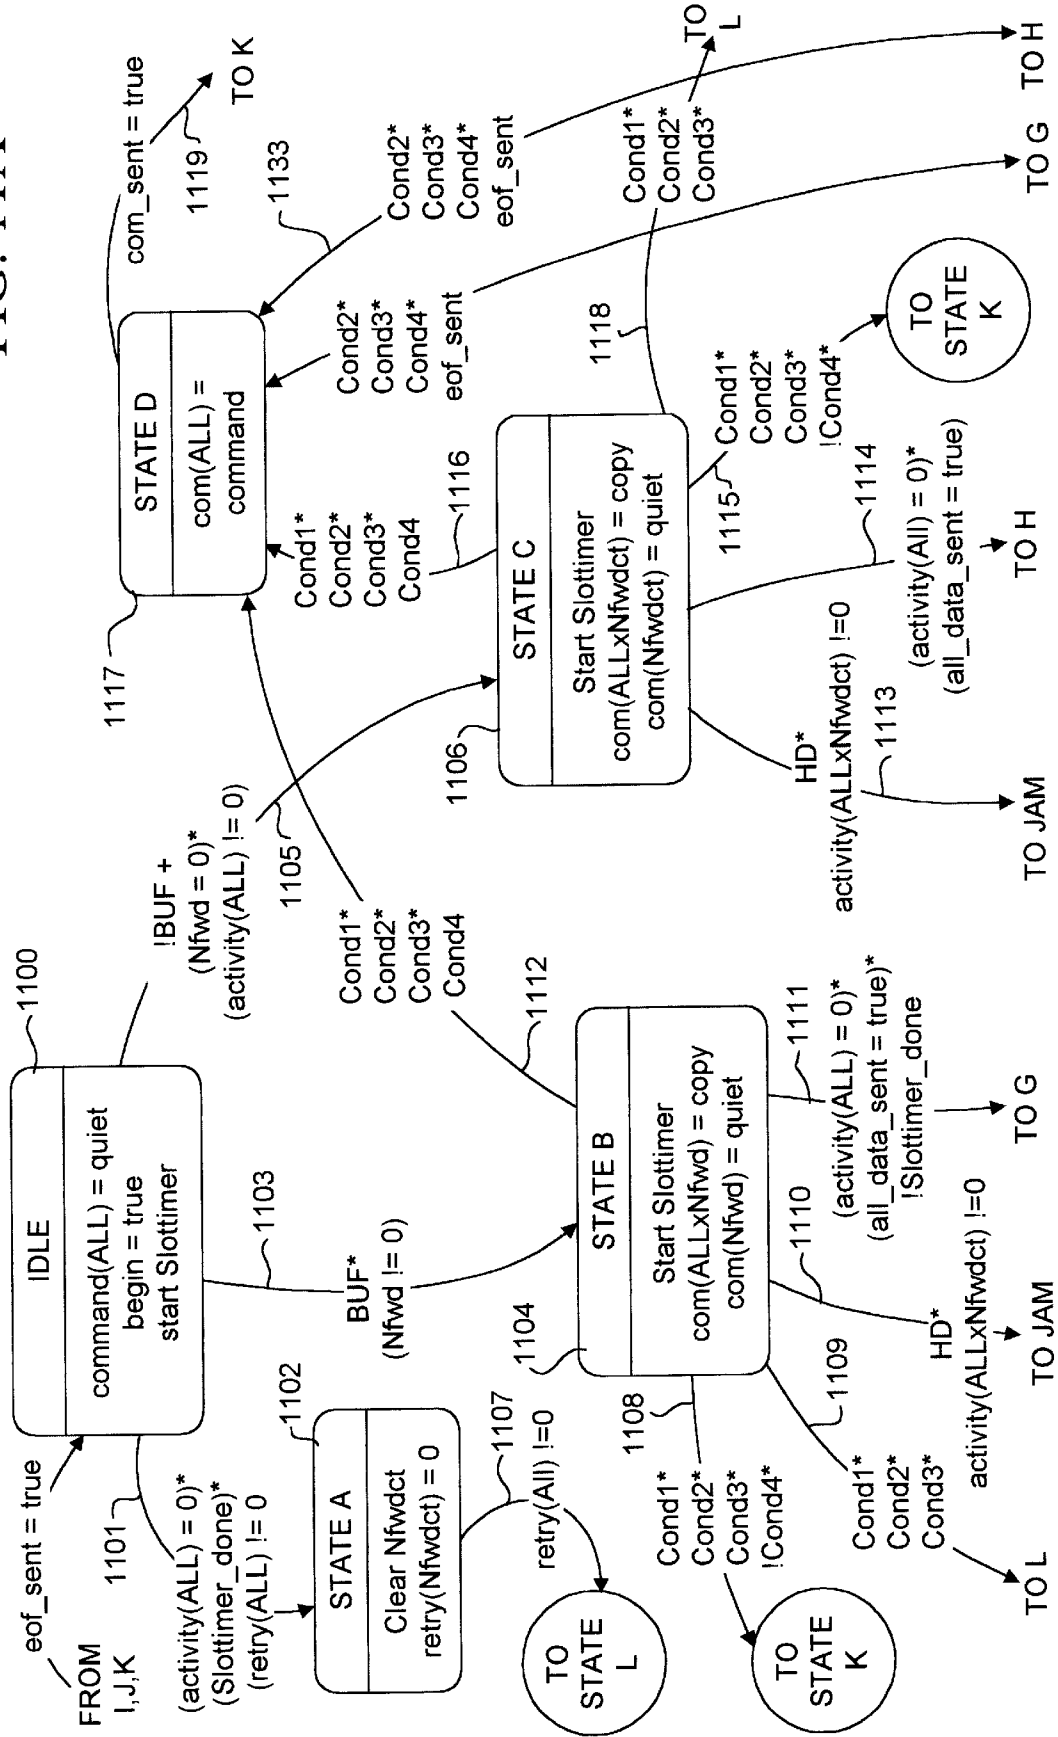 FROM
I,J,K
eof_sent = true
IDLE
command(ALL) = quiet
begin = true
start Slottimer
1100
1101
(activity(ALL) = 0)*
(Slottimer_done)*
(retry(ALL) != 0
1103
BUF*
(Nfwd != 0)
!BUF +
(Nfwd = 0)*
(activity(ALL) != 0)
1105
1102
STATE A
Clear Nfwdct
retry(Nfwdct) = 0
1107
retry(All) !=0
TO
STATE
L
1104
STATE B
Start Slottimer
com(ALLxNfwd) = copy
com(Nfwd) = quiet
1108
Cond1*
Cond2*
Cond3*
!Cond4*
TO
STATE
K
1109
Cond1*
Cond2*
Cond3*
TO L
1110
HD*
activity(ALLxNfwdct) !=0
TO JAM
1111
(activity(ALL) = 0)*
(all_data_sent = true)*
!Slottimer_done
TO G
1112
Cond1*
Cond2*
Cond3*
Cond4
1117
STATE D
com(ALL) =
command
com_sent = true
1119
TO K
1133
Cond2*
Cond3*
Cond4*
eof_sent
TO H
Cond2*
Cond3*
Cond4*
eof_sent
TO G
Cond1*
Cond2*
Cond3*
Cond4
1116
1106
STATE C
Start Slottimer
com(ALLxNfwdct) = copy
com(Nfwdct) = quiet
1118
Cond1*
Cond2*
Cond3*
TO
L
1115
Cond1*
Cond2*
Cond3*
!Cond4*
TO
STATE
K
1114
(activity(All) = 0)*
(all_data_sent = true)
TO H
HD*
activity(ALLxNfwdct) !=0
1113
TO JAM